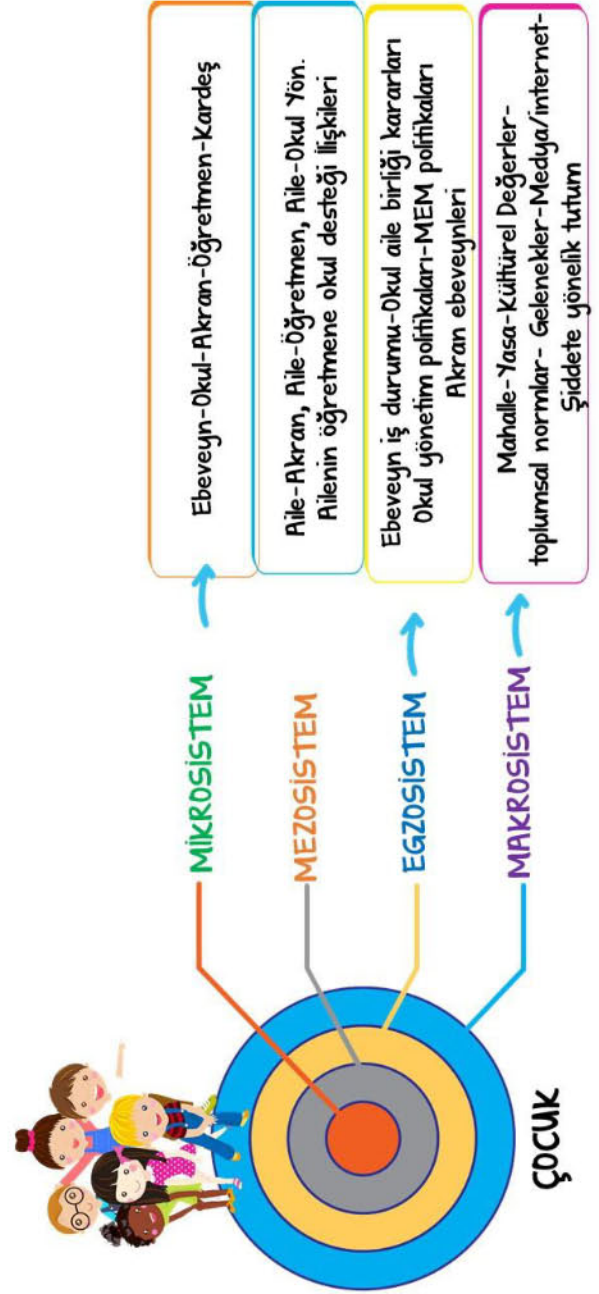 MİKROSİSTEM
Ebeveyn-Okul-Akran-Öğretmen-Kardeş
MEZOSİSTEM
Aile-Akran, Aile-Öğretmen, Aile-Okul Yön.
Ailenin öğretmene okul desteği İlişkileri
EGZOSİSTEM
Ebeveyn iş durumu-Okul aile birliği kararları
Okul yönetim politikaları-MEM politikaları
Akran ebeveynleri
MAKROSİSTEM
Mahalle-Yasa-Kültürel Değerler-
toplumsal normlar- Gelenekler-Medya/internet-
Şiddete yönelik tutum
ÇOCUK